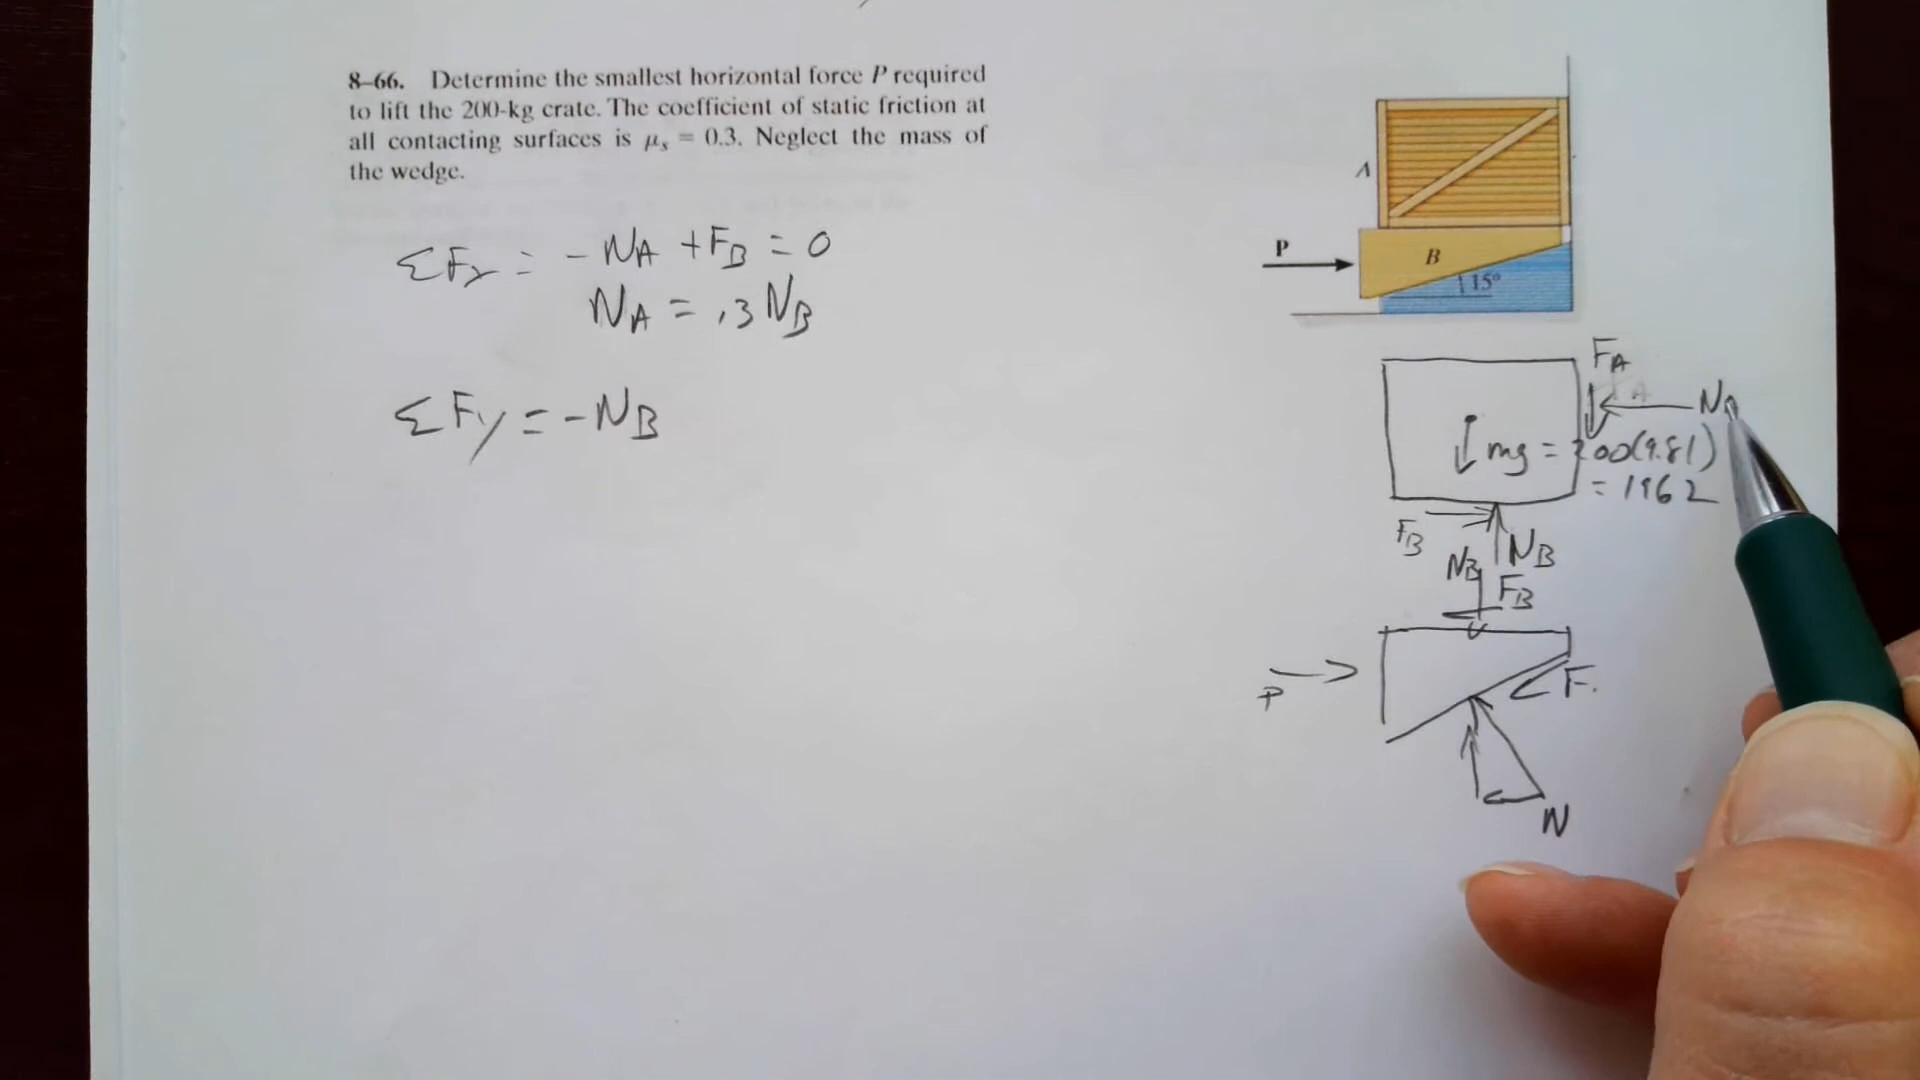 8–66. Determine the smallest horizontal force P required
to lift the 200-kg crate. The coefficient of static friction at
all contacting surfaces is μs = 0.3. Neglect the mass of
the wedge.
ΣFx = - NA + FB = 0
NA = .3 NB
ΣFy = - NB
A
P
B
15°
FA
mg = 200(9.81)
= 1962
FB
NB
NB
FB
P
F
N